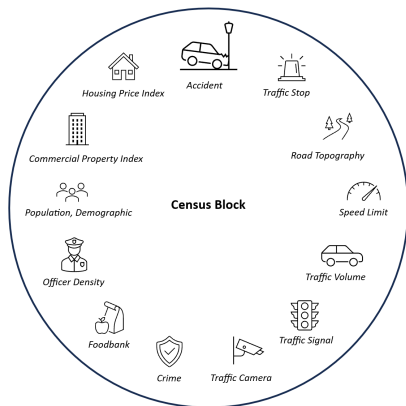 Accident
Housing Price Index
Traffic Stop
Commercial Property Index
Road Topography
Population, Demographic
Census Block
Speed Limit
Officer Density
Traffic Volume
Foodbank
Traffic Signal
Crime
Traffic Camera